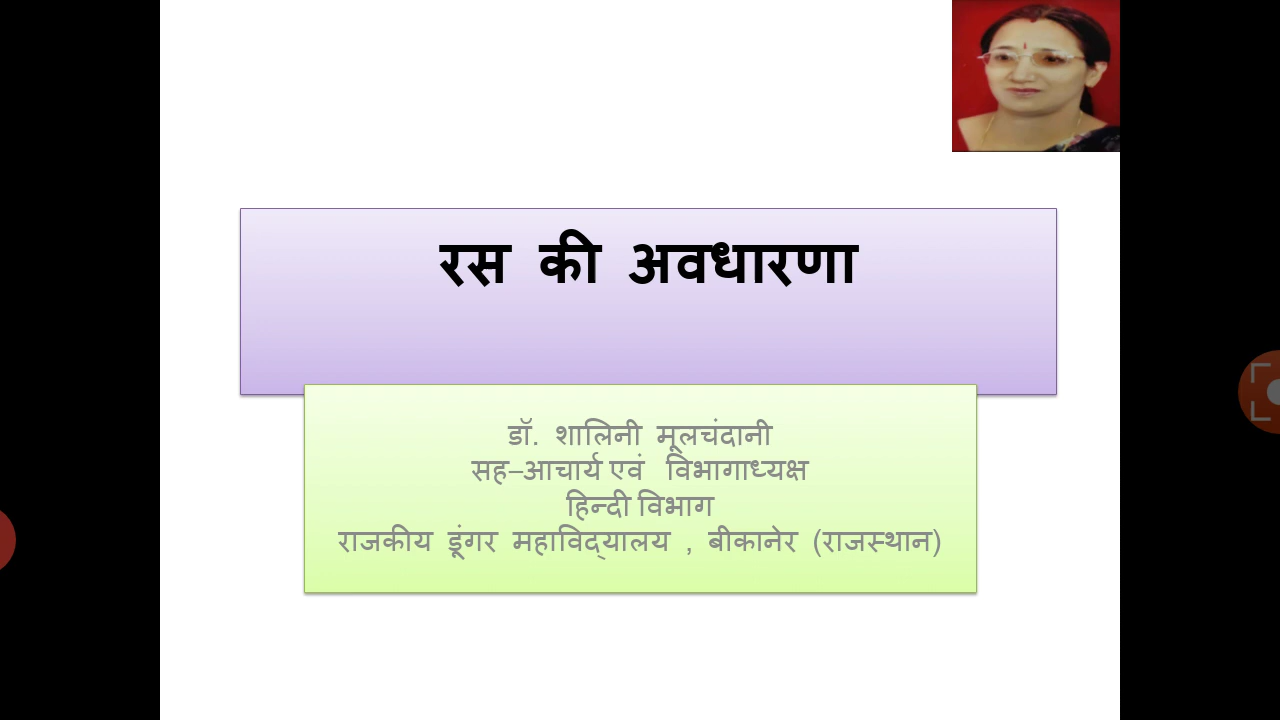 रस की अवधारणा
डॉ. शालिनी मूलचंदानी
सह–आचार्य एवं विभागाध्यक्ष
हिन्दी विभाग
राजकीय डूंगर महाविद्यालय , बीकानेर (राजस्थान)